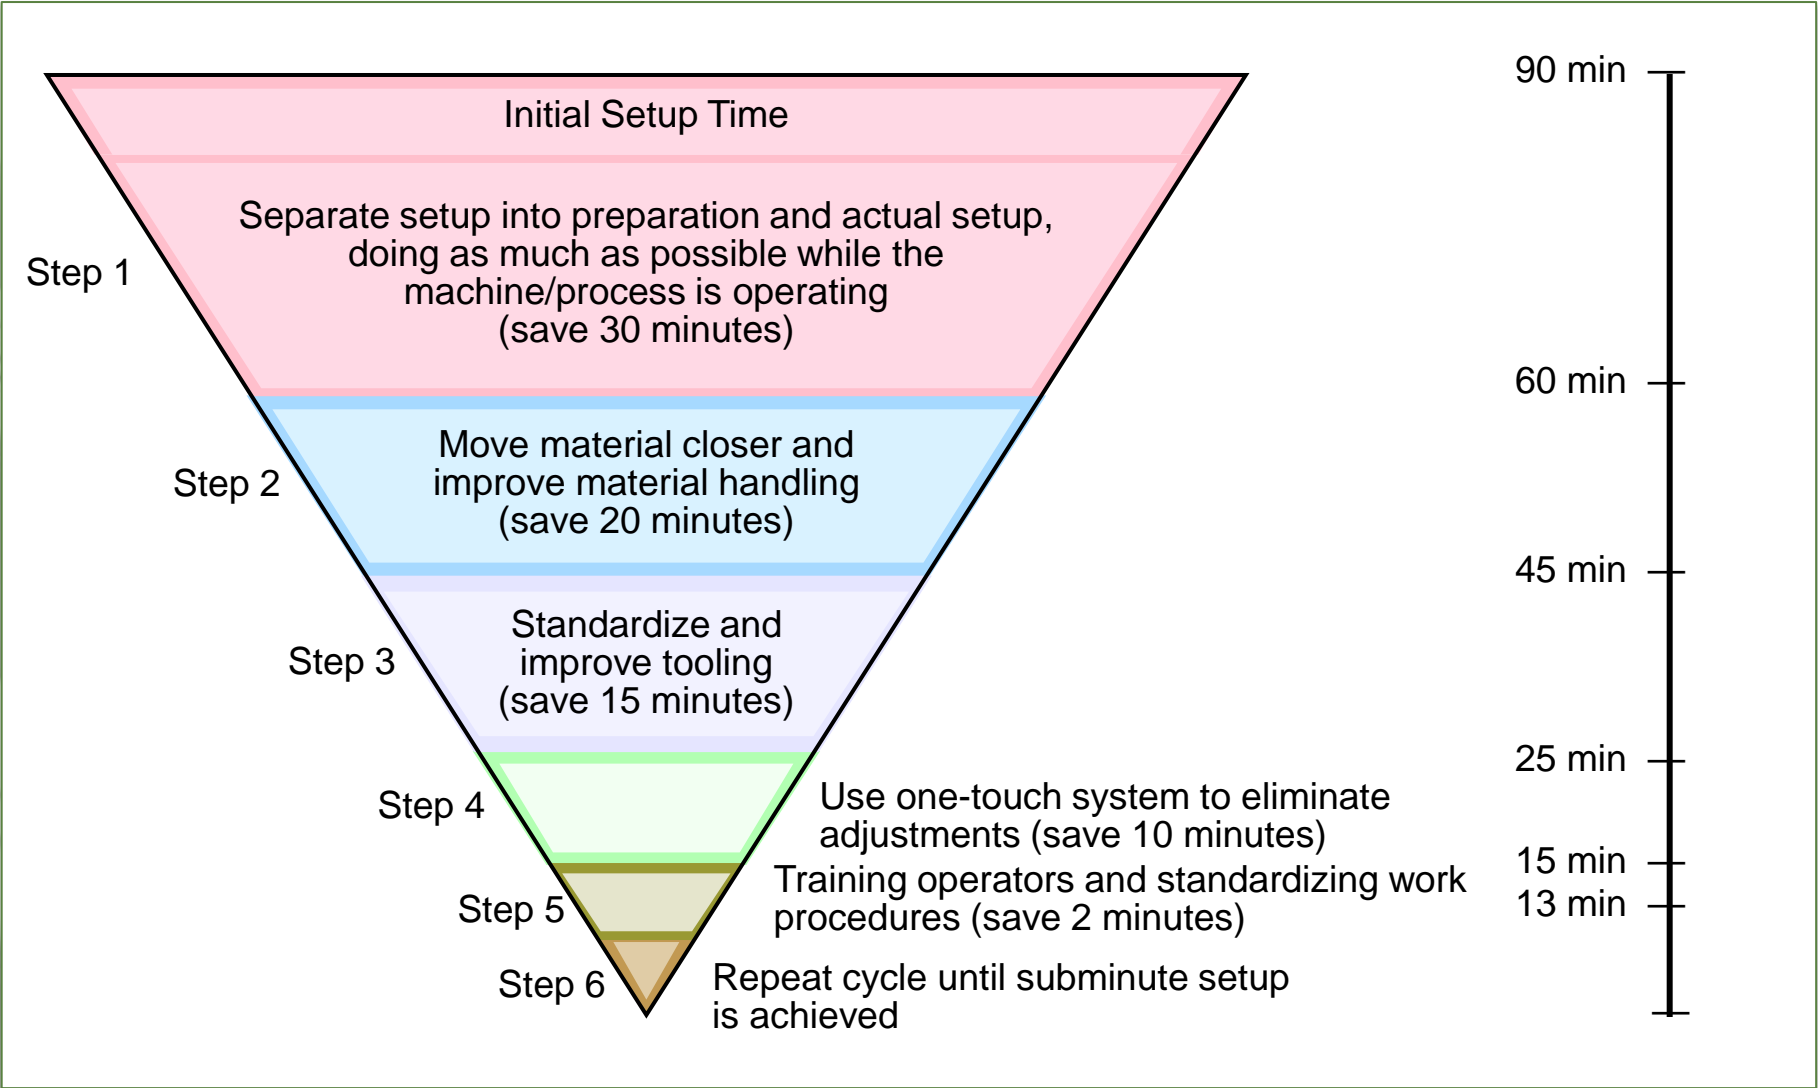 90 min
Initial Setup Time
Step 1
Separate setup into preparation and actual setup,
doing as much as possible while the
machine/process is operating
(save 30 minutes)
60 min
Step 2
Move material closer and
improve material handling
(save 20 minutes)
45 min
Step 3
Standardize and
improve tooling
(save 15 minutes)
25 min
Step 4
Use one-touch system to eliminate
adjustments (save 10 minutes)
15 min
Step 5
Training operators and standardizing work
procedures (save 2 minutes)
13 min
Step 6
Repeat cycle until subminute setup
is achieved